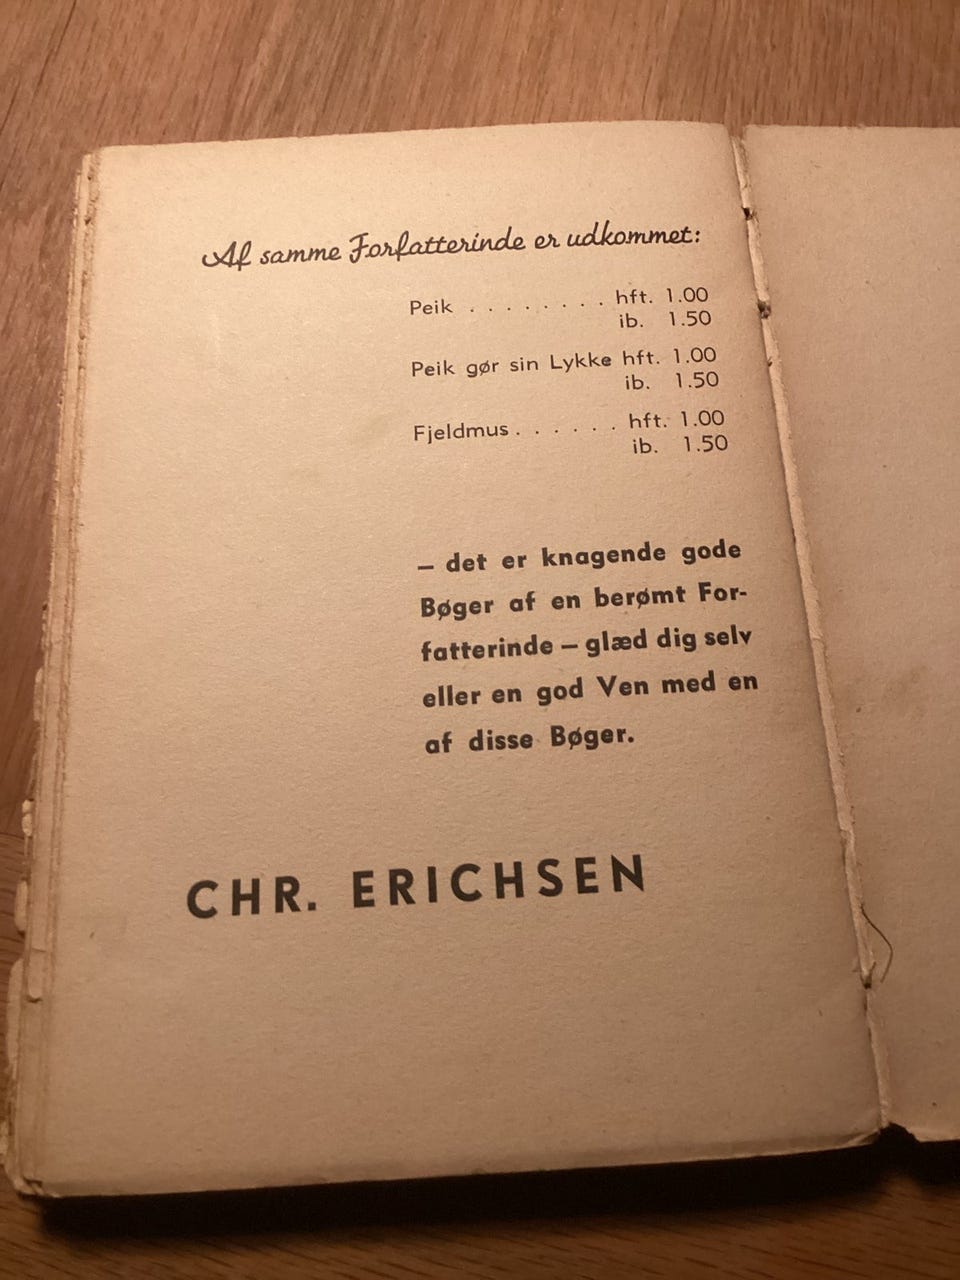 Af samme Forfatterinde er udkommet:
Peik . . . . . . . . hft. 1.00
ib. 1.50
Peik gør sin Lykke hft. 1.00
ib. 1.50
Fjeldmus . . . . . . hft. 1.00
ib. 1.50
– det er knagende gode
Bøger af en berømt For-
fatterinde – glæd dig selv
eller en god Ven med en
af disse Bøger.
CHR. ERICHSEN